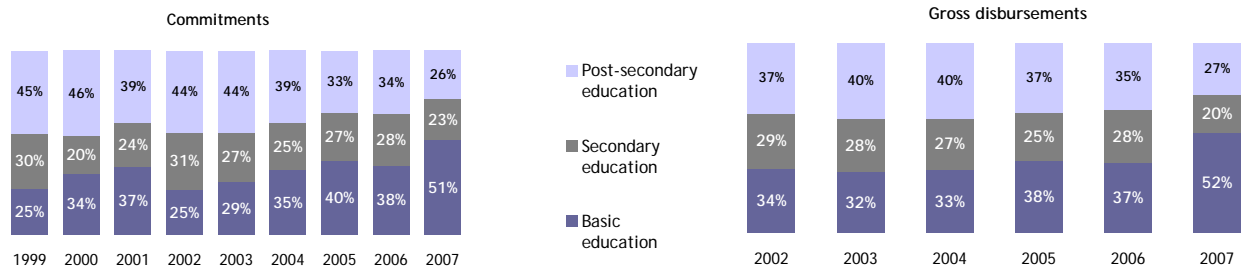 Commitments
45% 46% 39% 44% 44% 39% 33% 34% 26%
30% 20% 24% 31% 27% 25% 27% 28% 23%
25% 34% 37% 25% 29% 35% 40% 38% 51%
1999 2000 2001 2002 2003 2004 2005 2006 2007
Post-secondary
education
Secondary
education
Basic
education
Gross disbursements
37% 40% 40% 37% 35% 27%
29% 28% 27% 25% 28% 20%
34% 32% 33% 38% 37% 52%
2002 2003 2004 2005 2006 2007